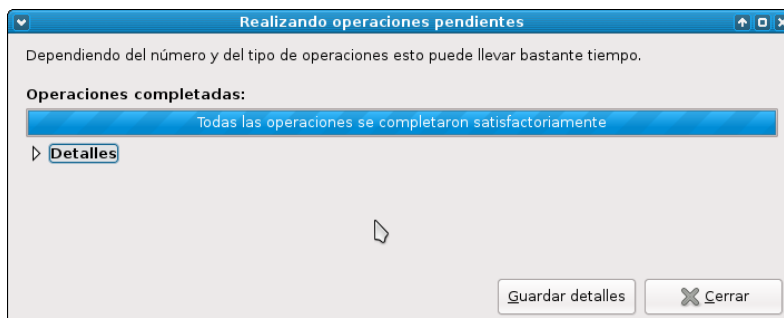 Realizando operaciones pendientes
Dependiendo del número y del tipo de operaciones esto puede llevar bastante tiempo.
Operaciones completadas:
Todas las operaciones se completaron satisfactoriamente
Detalles
Guardar detalles
Cerrar